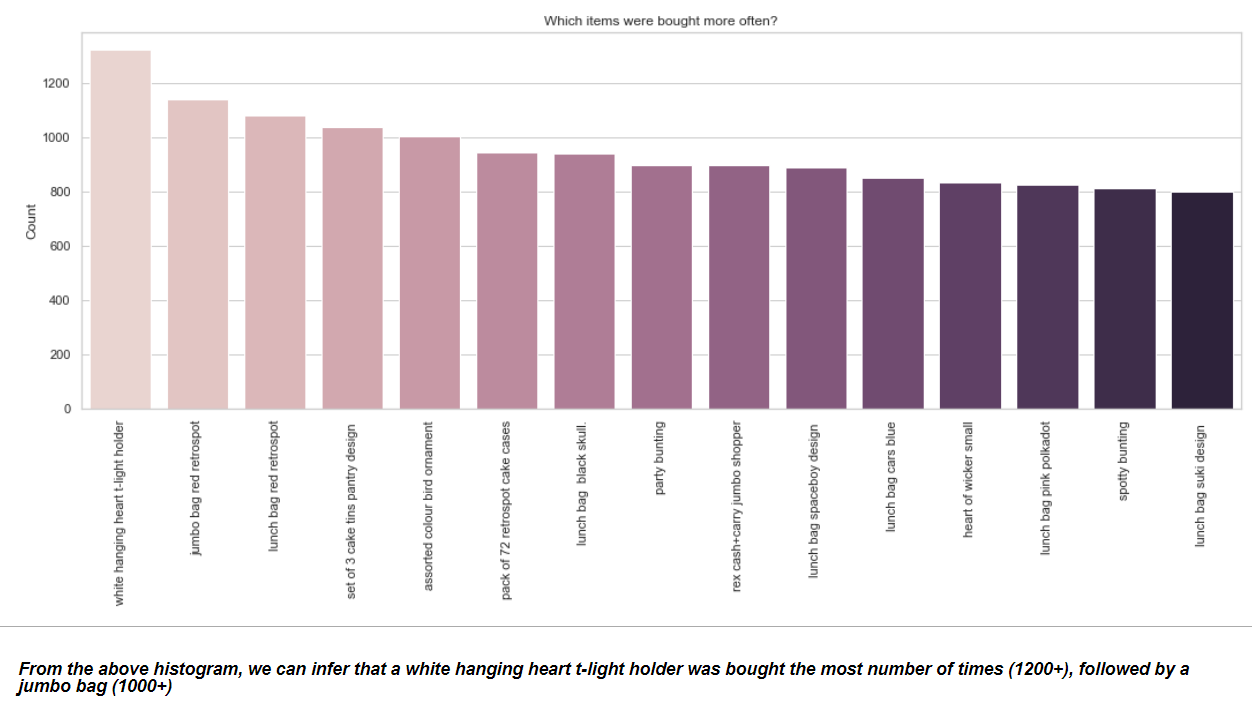 Which items were bought more often?
1200
1000
800
600
400
200
0
Count
white hanging heart t-light holder
jumbo bag red retrospot
lunch bag red retrospot
set of 3 cake tins pantry design
assorted colour bird ornament
pack of 72 retrospot cake cases
lunch bag  black skull.
party bunting
rex cash+carry jumbo shopper
lunch bag spaceboy design
lunch bag cars blue
heart of wicker small
lunch bag pink polkadot
spotty bunting
lunch bag suki design
From the above histogram, we can infer that a white hanging heart t-light holder was bought the most number of times (1200+), followed by a
jumbo bag (1000+)